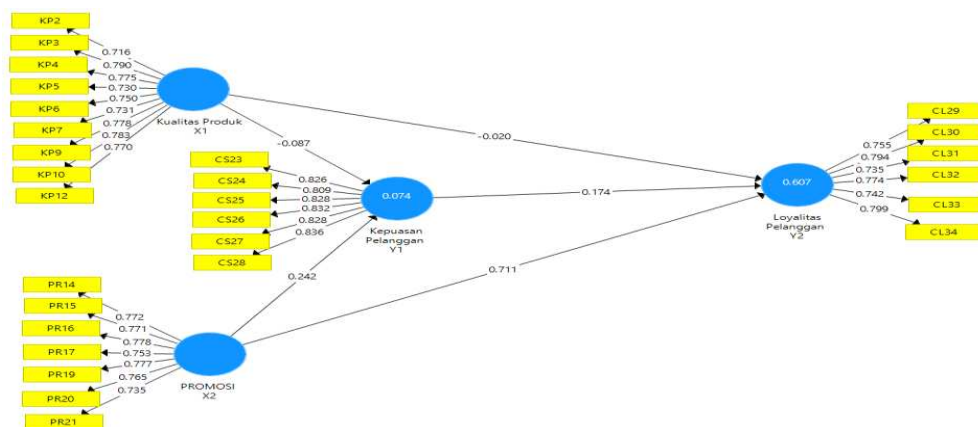 KP2
KP3
KP4
KP5
KP6
KP7
KP9
KP10
KP12
0.716
0.790
0.775
0.730
0.750
0.731
0.778
0.783
0.770
Kualitas Produk
X1
-0.087
-0.020
CS23
CS24
CS25
CS26
CS27
CS28
0.826
0.809
0.828
0.832
0.828
0.836
0.074
Kepuasan
Pelanggan
Y1
0.174
0.242
0.711
CL29
CL30
CL31
CL32
CL33
CL34
0.755
0.794
0.735
0.774
0.742
0.799
0.607
Loyalitas
Pelanggan
Y2
PR14
PR15
PR16
PR17
PR19
PR20
PR21
0.772
0.771
0.778
0.753
0.777
0.765
0.735
PROMOSI
X2